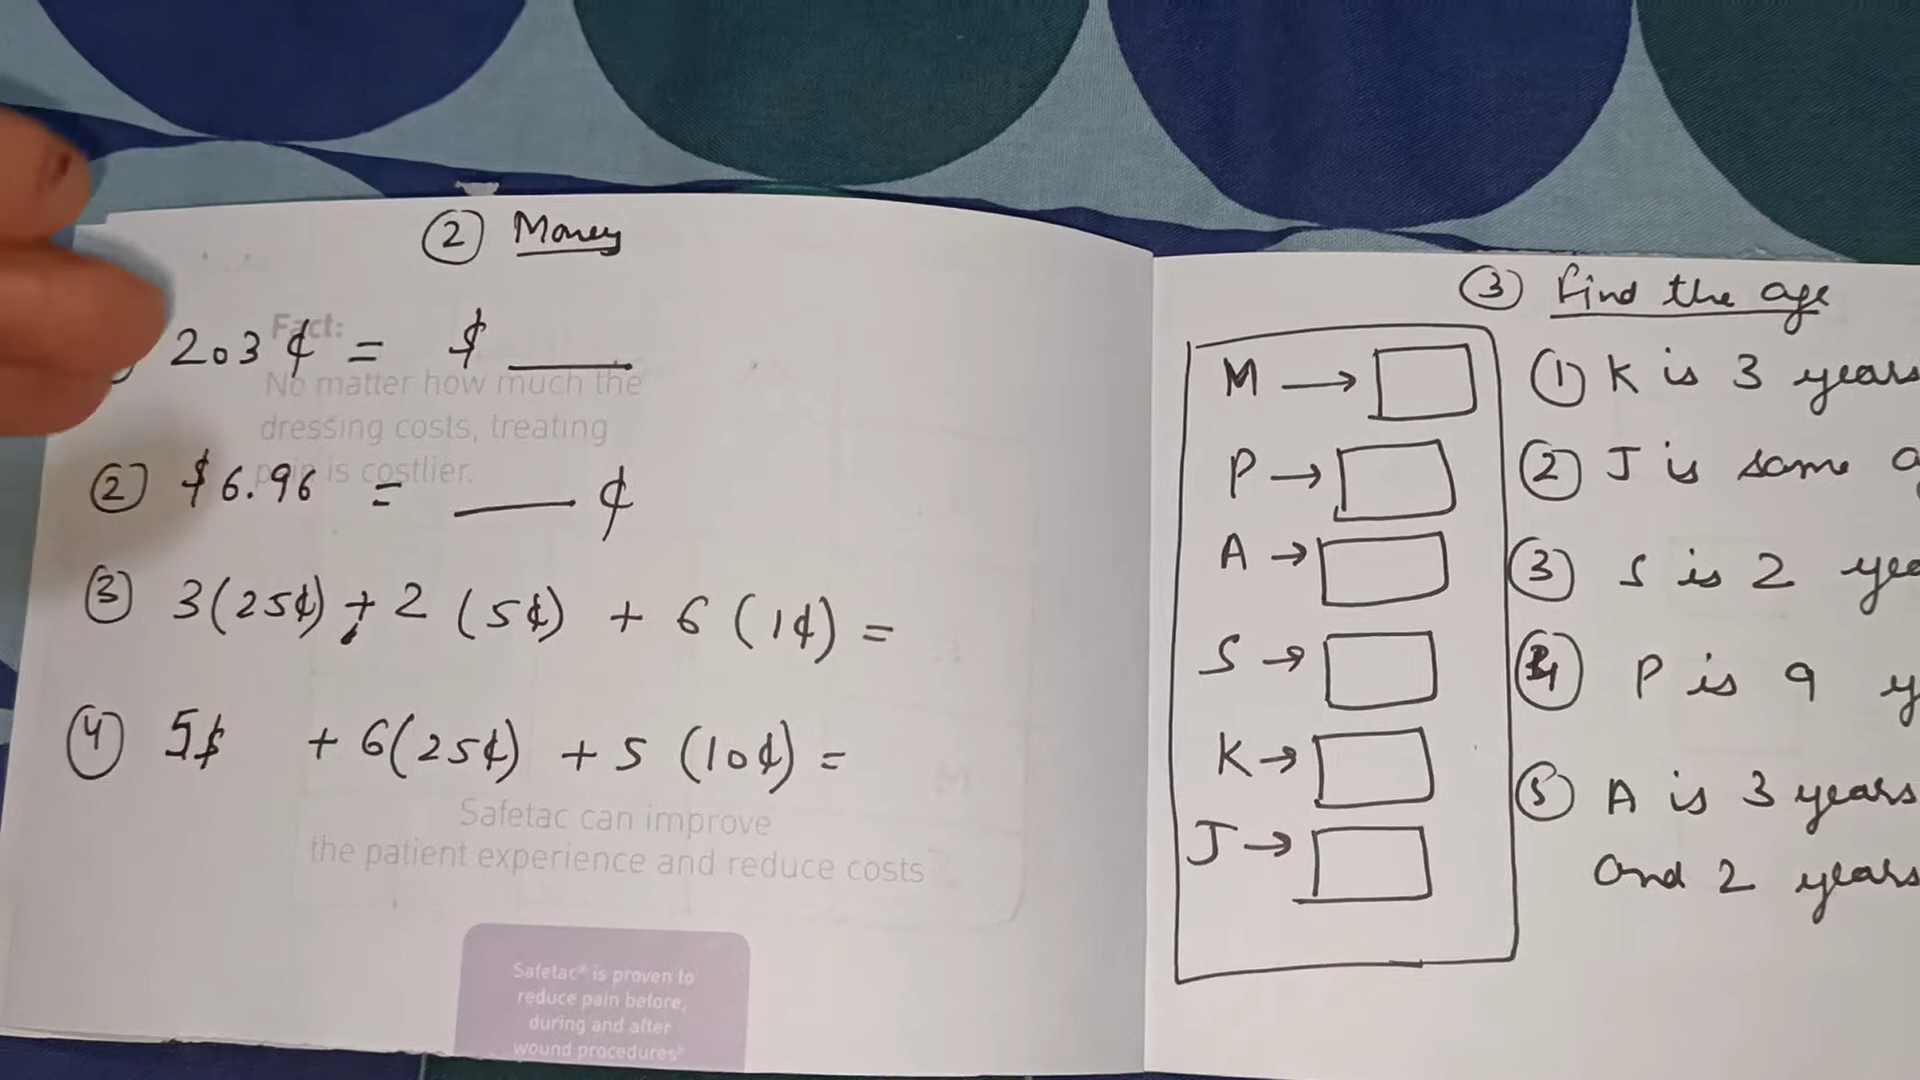 ② Money
203 ¢ = $ ___
Fact:
No matter how much the
dressing costs, treating
is costlier.
② $6.96 = ___ ¢
③ 3(25¢) + 2 (5¢) + 6 (1¢) =
④ 5$ + 6(25¢) + 5 (10¢) =
Safetac can improve
the patient experience and reduce costs
Safetac® is proven to
reduce pain before,
during and after
wound procedures²
③ Find the age
M →
P →
A →
S →
K →
J →
① K is 3 years
② J is same
③ S is 2
④ P is 9
⑤ A is 3 years
and 2 years